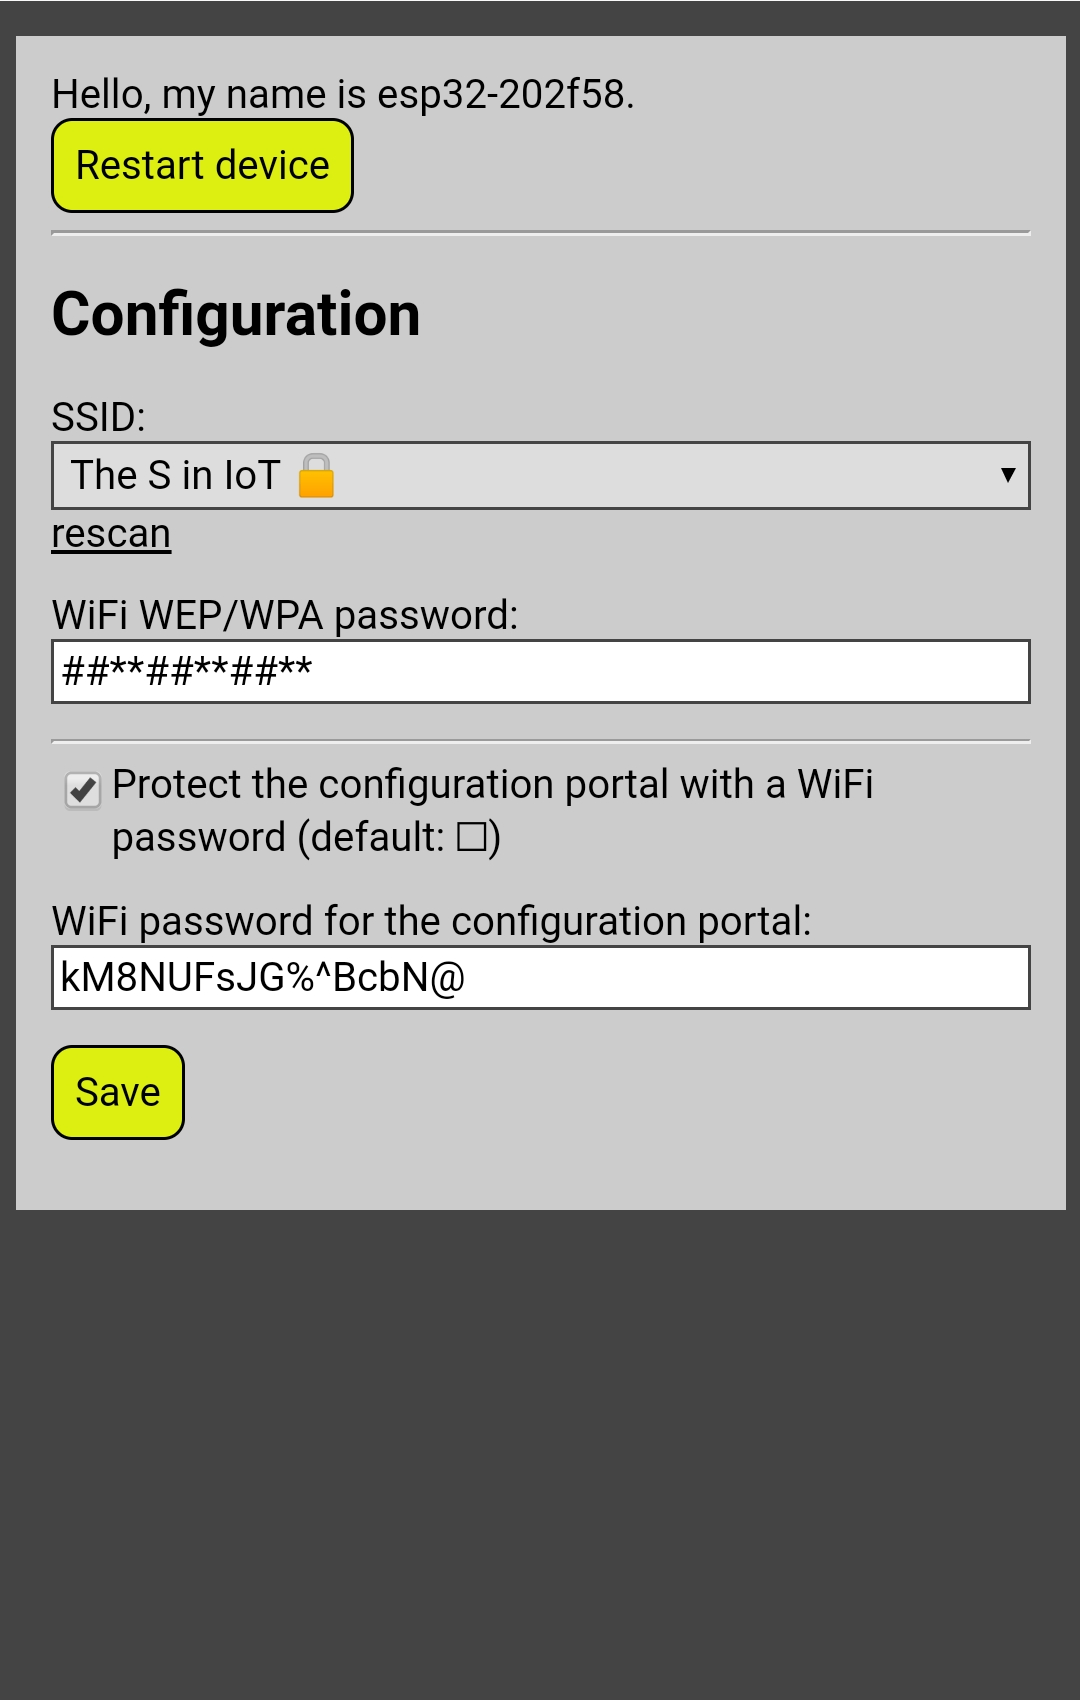 Hello, my name is esp32-202f58.
Restart device
Configuration
SSID:
The S in IoT 🔒
rescan
WiFi WEP/WPA password:
##**##**##**
Protect the configuration portal with a WiFi
password (default: ☐)
WiFi password for the configuration portal:
kM8NUFsJG%^BcbN@
Save